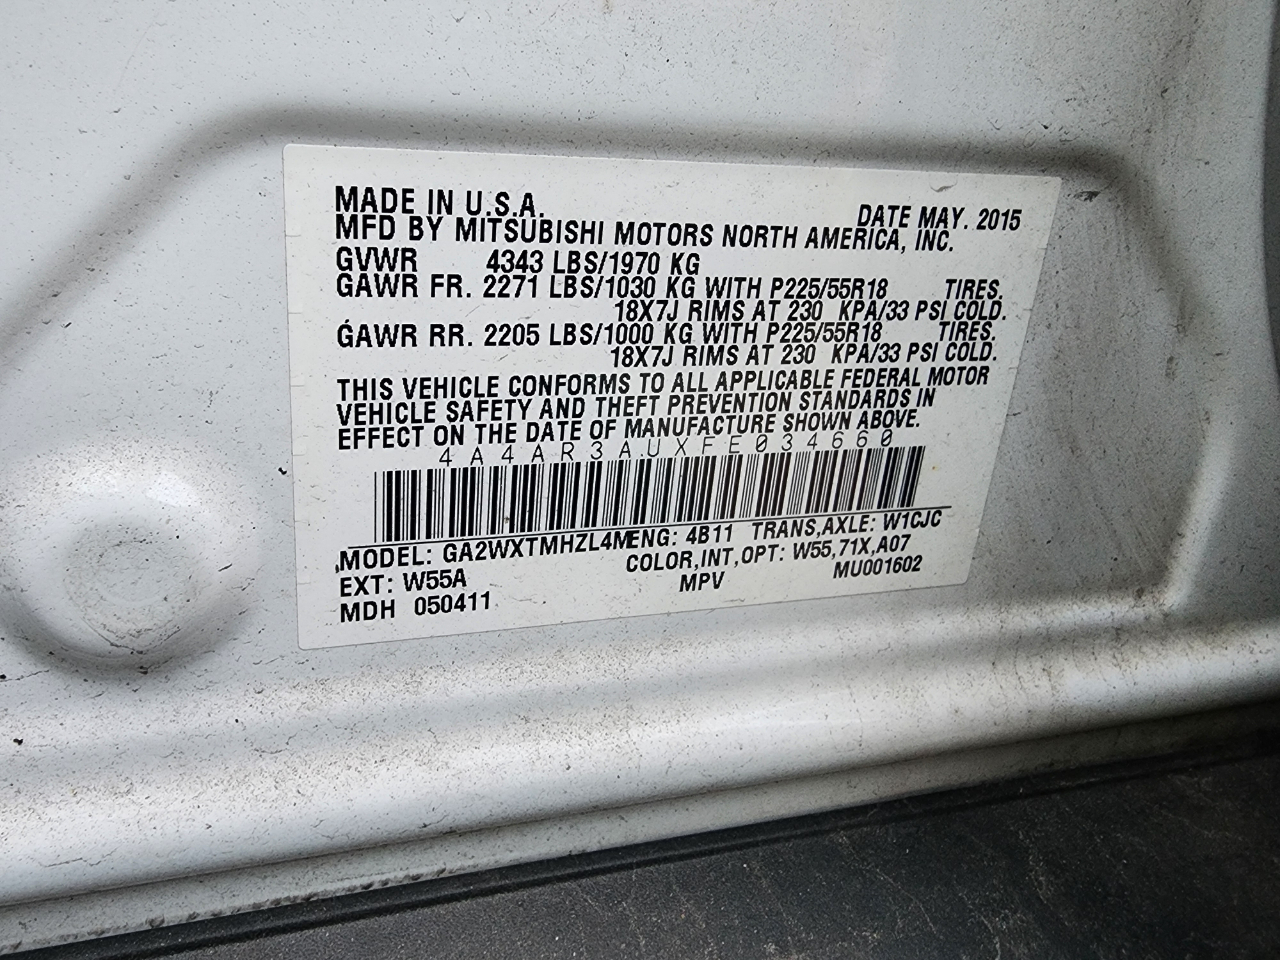 MADE IN U.S.A. DATE MAY. 2015
MFD BY MITSUBISHI MOTORS NORTH AMERICA, INC.
GVWR 4343 LBS/1970 KG
GAWR FR. 2271 LBS/1030 KG WITH P225/55R18 TIRES,
18X7J RIMS AT 230 KPA/33 PSI COLD.
GAWR RR. 2205 LBS/1000 KG WITH P225/55R18 TIRES,
18X7J RIMS AT 230 KPA/33 PSI COLD.
THIS VEHICLE CONFORMS TO ALL APPLICABLE FEDERAL MOTOR
VEHICLE SAFETY AND THEFT PREVENTION STANDARDS IN
EFFECT ON THE DATE OF MANUFACTURE SHOWN ABOVE.
4A4AR3AUXFE034660
MODEL: GA2WXTMHZL4M ENG: 4B11 TRANS,AXLE: W1CJC
EXT: W55A COLOR,INT,OPT: W55,71X,A07
MDH 050411 MPV MU001602